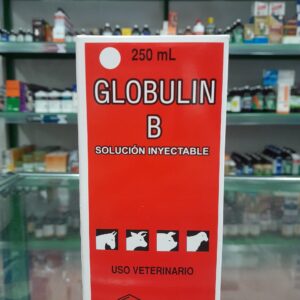 250 mL
GLOBULIN
B
SOLUCIÓN INYECTABLE
USO VETERINARIO